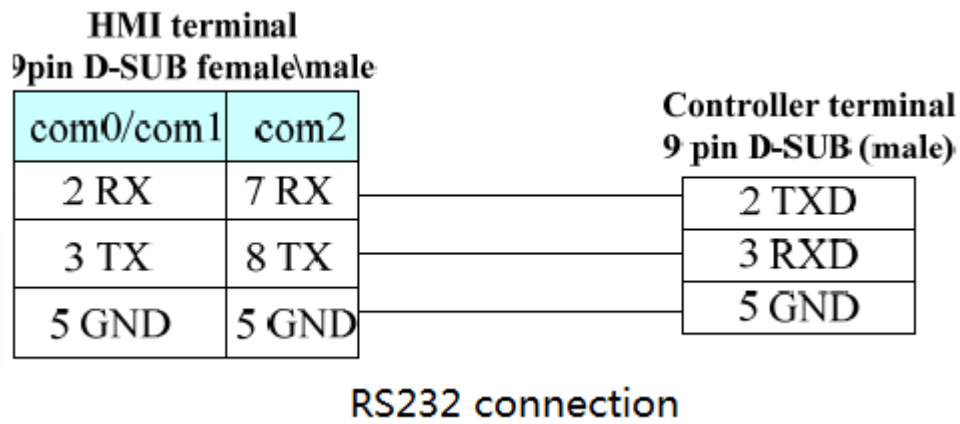 HMI terminal
9pin D-SUB female\male
com0/com1 com2
2 RX 7 RX
3 TX 8 TX
5 GND 5 GND
Controller terminal
9 pin D-SUB (male)
2 TXD
3 RXD
5 GND
RS232 connection